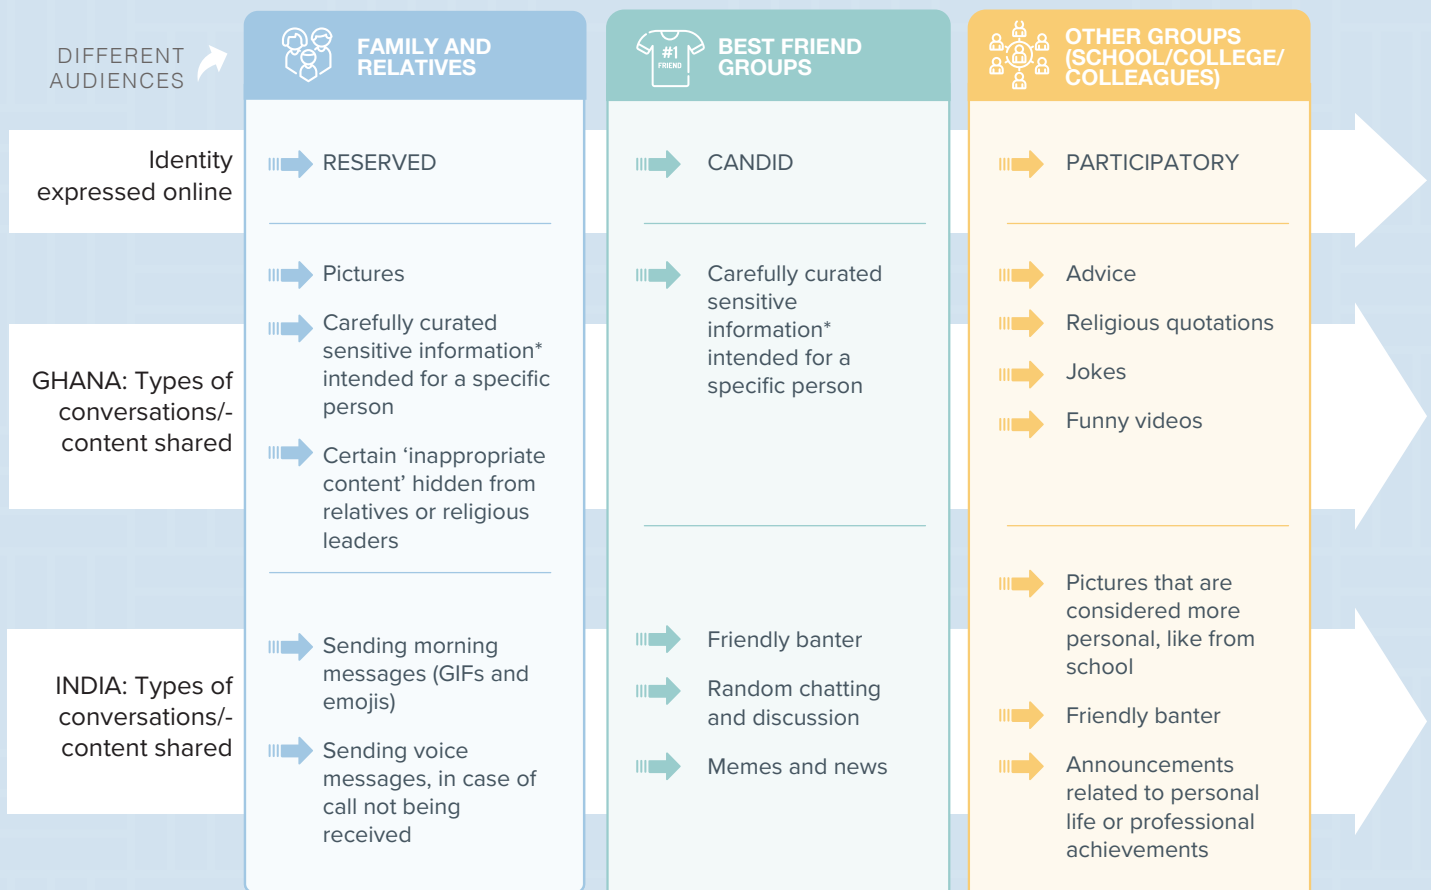 DIFFERENT
AUDIENCES
FAMILY AND
RELATIVES
#1
FRIEND
BEST FRIEND
GROUPS
OTHER GROUPS
(SCHOOL/COLLEGE/
COLLEAGUES)
Identity
expressed online
RESERVED
CANDID
PARTICIPATORY
GHANA: Types of
conversations/-
content shared
Pictures
Carefully curated
sensitive information*
intended for a specific
person
Certain ‘inappropriate
content’ hidden from
relatives or religious
leaders
Carefully curated
sensitive
information*
intended for a
specific person
Advice
Religious quotations
Jokes
Funny videos
INDIA: Types of
conversations/-
content shared
Sending morning
messages (GIFs and
emojis)
Sending voice
messages, in case of
call not being
received
Friendly banter
Random chatting
and discussion
Memes and news
Pictures that are
considered more
personal, like from
school
Friendly banter
Announcements
related to personal
life or professional
achievements